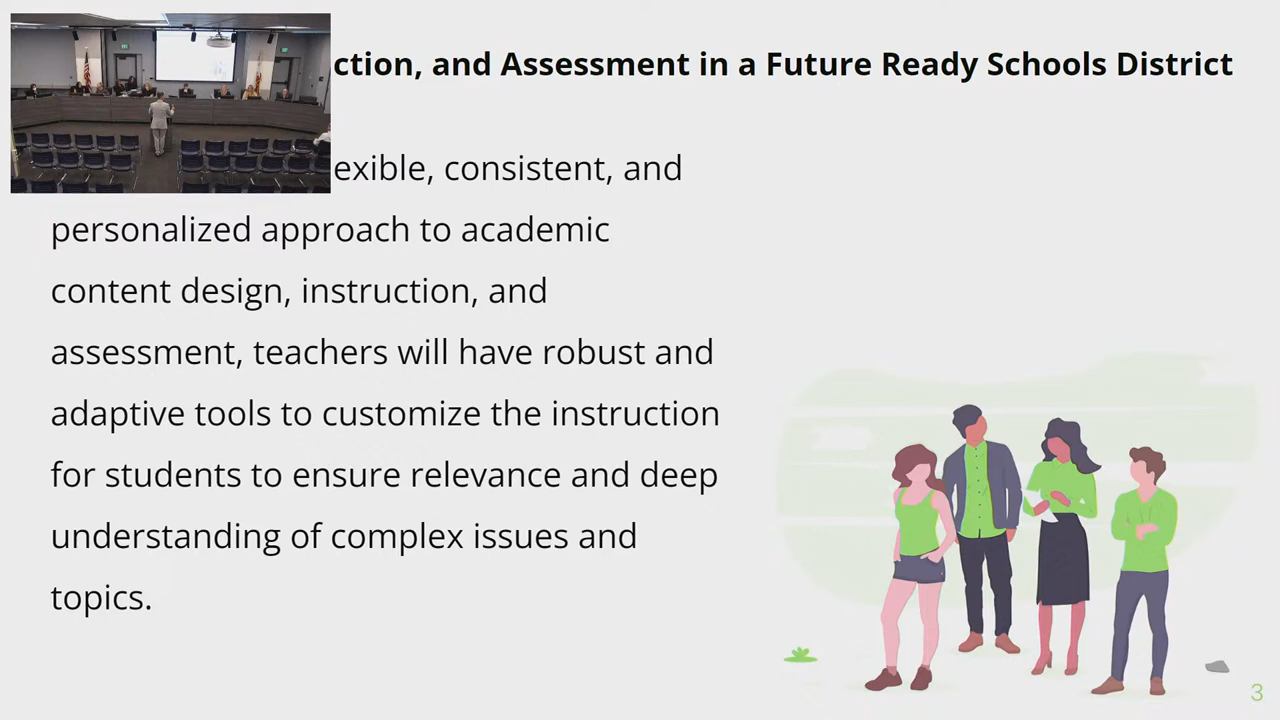 ction, and Assessment in a Future Ready Schools District
exible, consistent, and
personalized approach to academic
content design, instruction, and
assessment, teachers will have robust and
adaptive tools to customize the instruction
for students to ensure relevance and deep
understanding of complex issues and
topics.
3